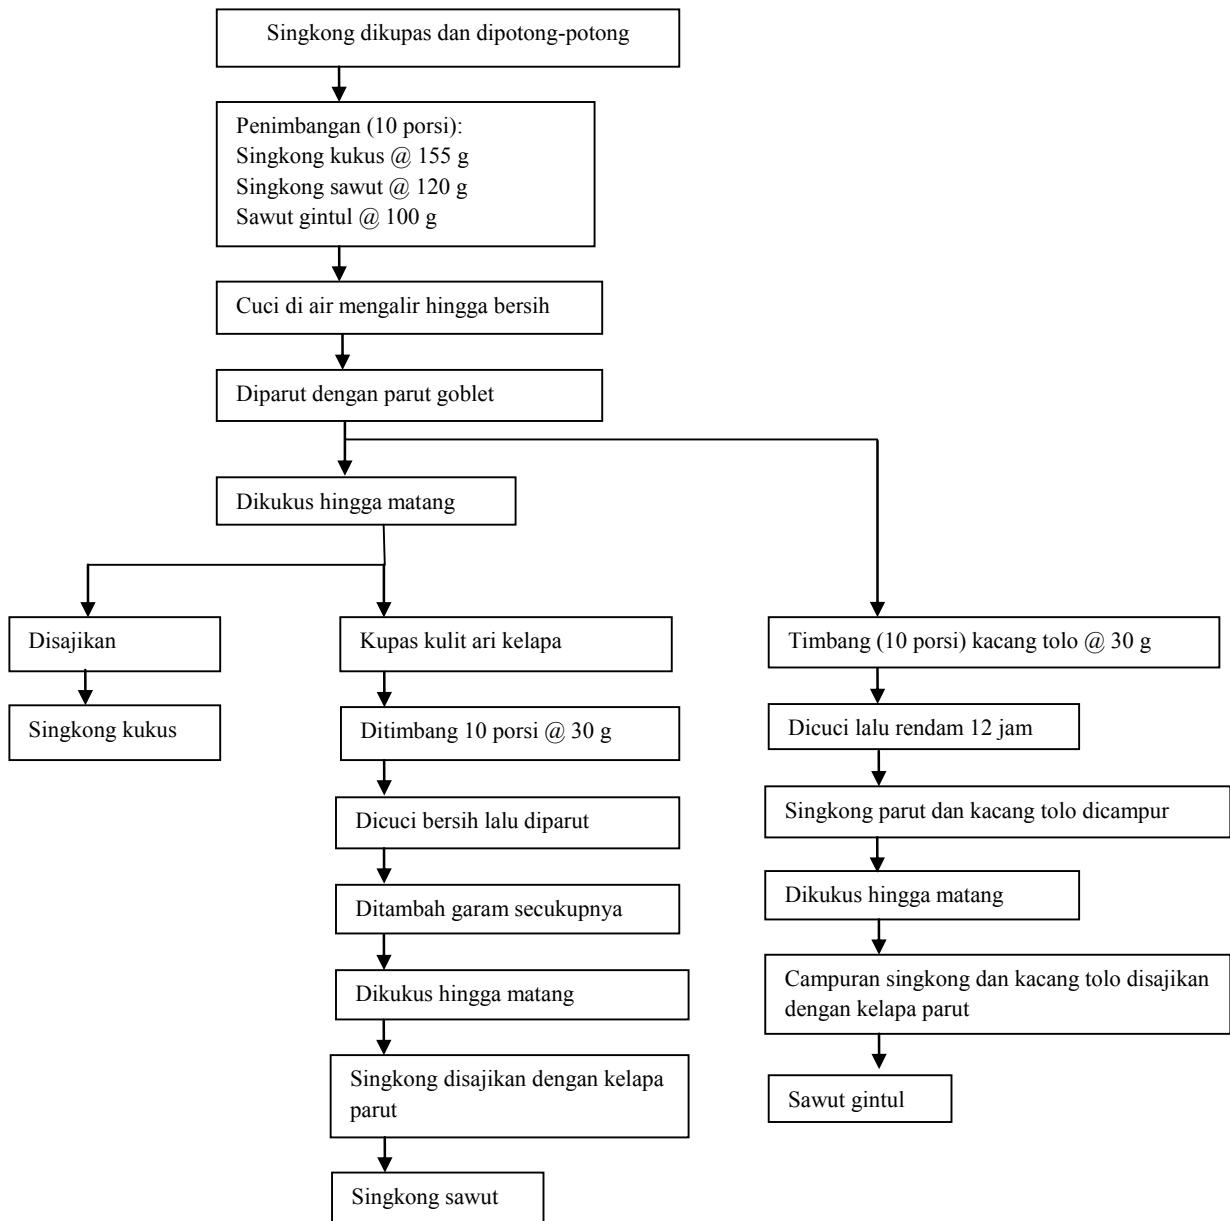 Singkong dikupas dan dipotong-potong
Penimbangan (10 porsi):
Singkong kukus @ 155 g
Singkong sawut @ 120 g
Sawut gintul @ 100 g
Cuci di air mengalir hingga bersih
Diparut dengan parut goblet
Dikukus hingga matang
Disajikan
Singkong kukus
Kupas kulit ari kelapa
Ditimbang 10 porsi @ 30 g
Dicuci bersih lalu diparut
Ditambah garam secukupnya
Dikukus hingga matang
Singkong disajikan dengan kelapa
parut
Singkong sawut
Timbang (10 porsi) kacang tolo @ 30 g
Dicuci lalu rendam 12 jam
Singkong parut dan kacang tolo dicampur
Dikukus hingga matang
Campuran singkong dan kacang tolo disajikan
dengan kelapa parut
Sawut gintul